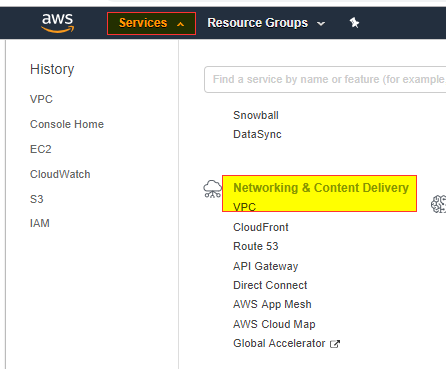 aws
Services
Resource Groups
History
VPC
Console Home
EC2
CloudWatch
S3
IAM
Find a service by name or feature (for example
Snowball
DataSync
Networking & Content Delivery
VPC
CloudFront
Route 53
API Gateway
Direct Connect
AWS App Mesh
AWS Cloud Map
Global Accelerator